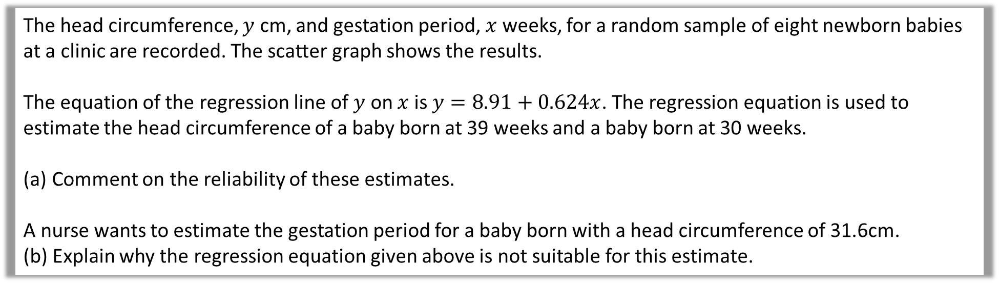 The head circumference, y cm, and gestation period, x weeks, for a random sample of eight newborn babies
at a clinic are recorded. The scatter graph shows the results.
The equation of the regression line of y on x is y = 8.91 + 0.624x. The regression equation is used to
estimate the head circumference of a baby born at 39 weeks and a baby born at 30 weeks.
(a) Comment on the reliability of these estimates.
A nurse wants to estimate the gestation period for a baby born with a head circumference of 31.6cm.
(b) Explain why the regression equation given above is not suitable for this estimate.